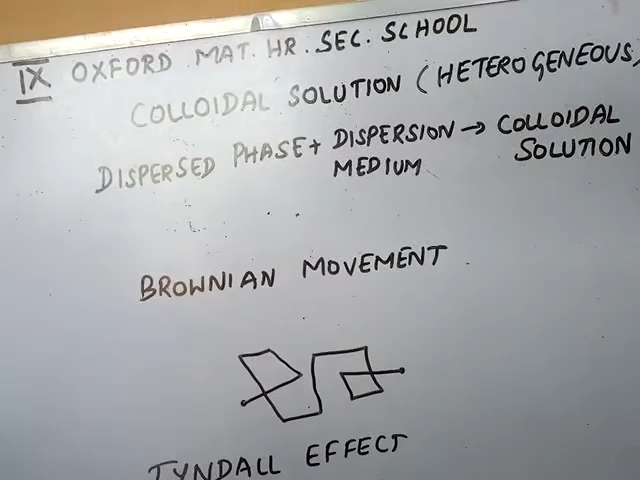 IX OXFORD MAT. HR. SEC. SCHOOL
COLLOIDAL SOLUTION (HETEROGENEOUS)
DISPERSED PHASE + DISPERSION MEDIUM → COLLOIDAL SOLUTION
BROWNIAN MOVEMENT
TYNDALL EFFECT